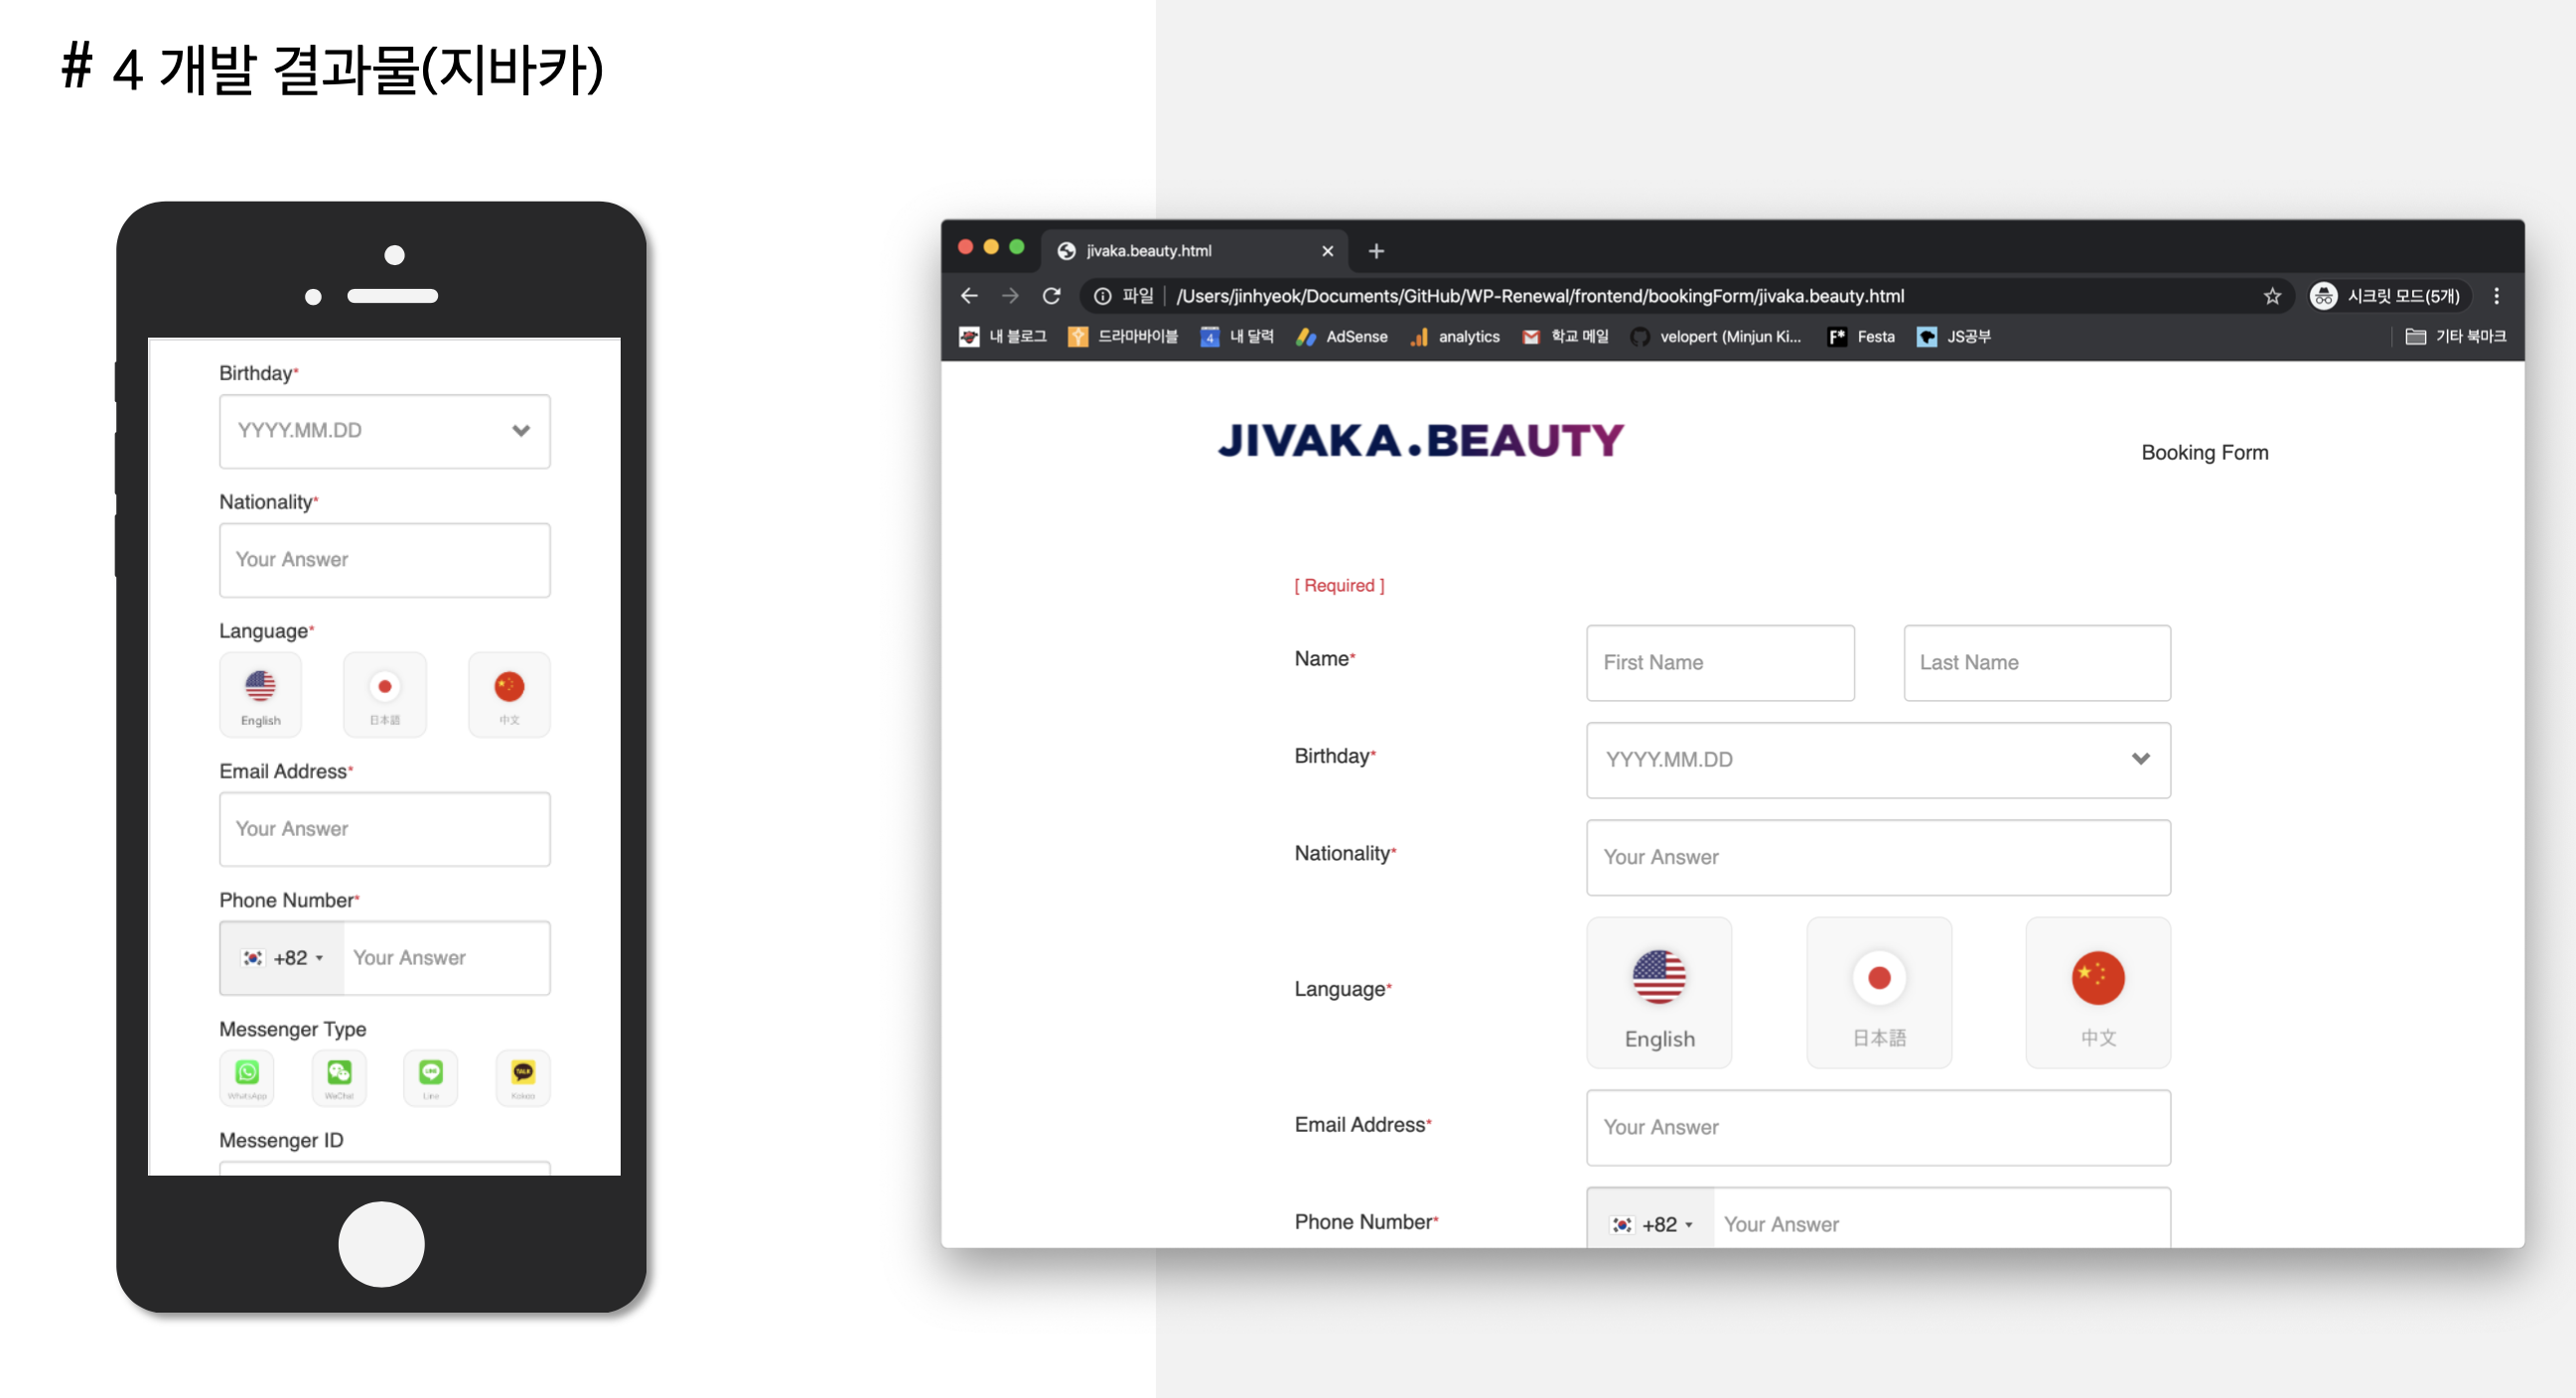 # 4 개발 결과물(지바카)
Birthday*
YYYY.MM.DD
Nationality*
Your Answer
Language*
English 日本語 中文
Email Address*
Your Answer
Phone Number*
+82 Your Answer
Messenger Type
WhatsApp WeChat Line Kakao
Messenger ID
jivaka.beauty.html
파일 /Users/jinhyeok/Documents/GitHub/WP-Renewal/frontend/bookingForm/jivaka.beauty.html 시크릿 모드(5개)
내 블로그 드라마바이블 4 내 달력 AdSense analytics 학교 메일 velopert (Minjun Ki... F* Festa JS공부 기타 북마크
JIVAKA.BEAUTY
Booking Form
[ Required ]
Name* First Name Last Name
Birthday* YYYY.MM.DD
Nationality* Your Answer
Language* English 日本語 中文
Email Address* Your Answer
Phone Number* +82 Your Answer